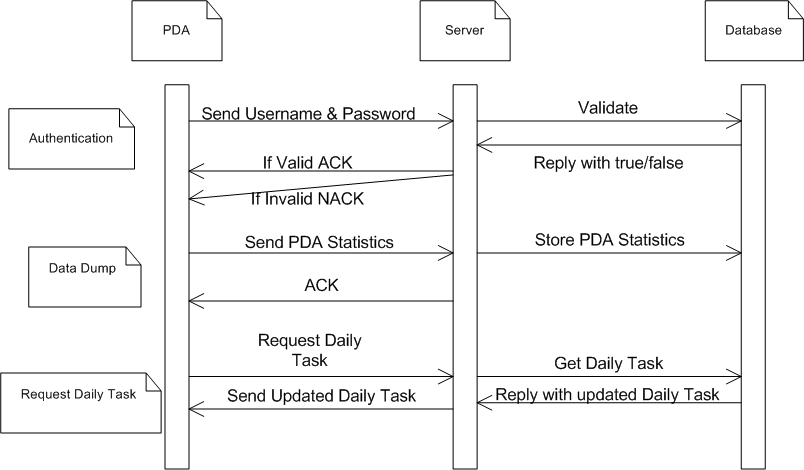 PDA
Server
Database
Authentication
Send Username & Password
Validate
Reply with true/false
If Valid ACK
If Invalid NACK
Data Dump
Send PDA Statistics
Store PDA Statistics
ACK
Request Daily Task
Request Daily
Task
Get Daily Task
Send Updated Daily Task
Reply with updated Daily Task